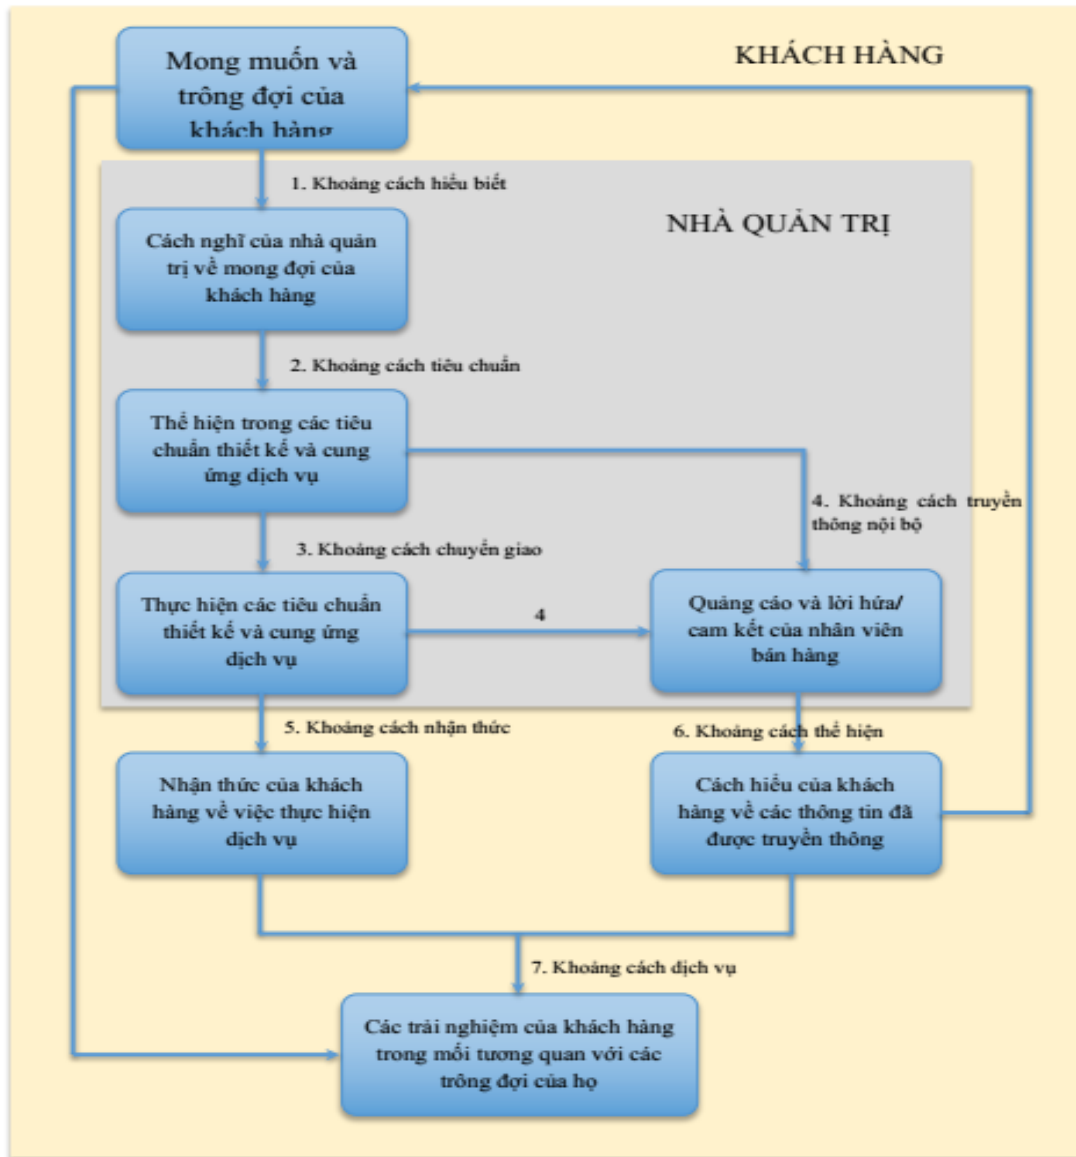 KHÁCH HÀNG
Mong muốn và
trông đợi của
khách hàng
1. Khoảng cách hiểu biết
NHÀ QUẢN TRỊ
Cách nghĩ của nhà quản
trị về mong đợi của
khách hàng
2. Khoảng cách tiêu chuẩn
Thể hiện trong các tiêu
chuẩn thiết kế và cung
ứng dịch vụ
4. Khoảng cách truyền
thông nội bộ
3. Khoảng cách chuyển giao
Thực hiện các tiêu chuẩn
thiết kế và cung ứng
dịch vụ
4
Quảng cáo và lời hứa/
cam kết của nhân viên
bán hàng
5. Khoảng cách nhận thức
6. Khoảng cách thể hiện
Nhận thức của khách
hàng về việc thực hiện
dịch vụ
Cách hiểu của khách
hàng về các thông tin đã
được truyền thông
7. Khoảng cách dịch vụ
Các trải nghiệm của khách hàng
trong mối tương quan với các
trông đợi của họ